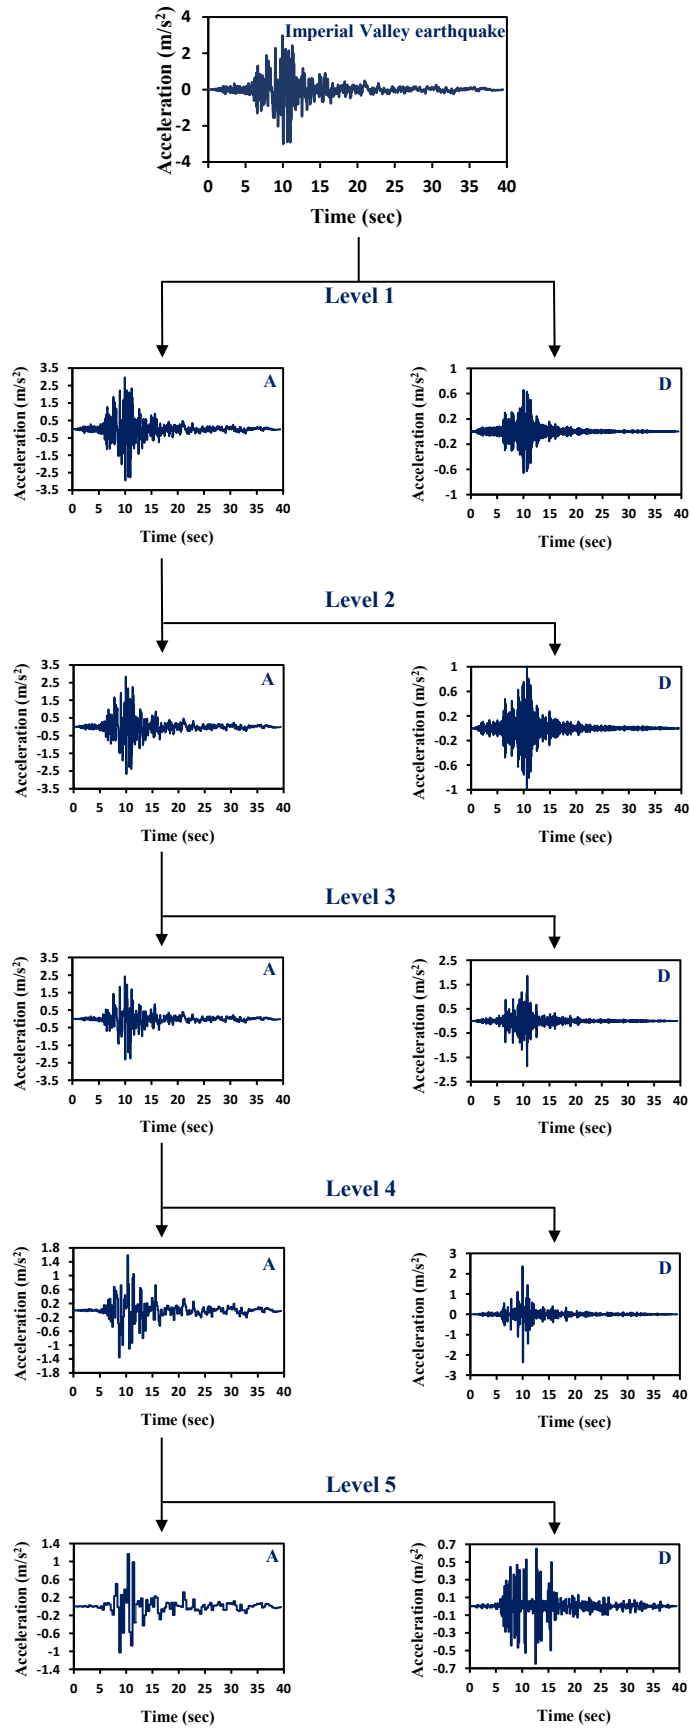 Imperial Valley earthquake
Acceleration (m/s²)
4
2
0
-2
-4
0 5 10 15 20 25 30 35 40
Time (sec)
Level 1
A
Acceleration (m/s²)
3.5
2.5
1.5
0.5
-0.5
-1.5
-2.5
-3.5
0 5 10 15 20 25 30 35 40
Time (sec)
D
Acceleration (m/s²)
1
0.6
0.2
-0.2
-0.6
-1
0 5 10 15 20 25 30 35 40
Time (sec)
Level 2
A
Acceleration (m/s²)
3.5
2.5
1.5
0.5
-0.5
-1.5
-2.5
-3.5
0 5 10 15 20 25 30 35 40
Time (sec)
D
Acceleration (m/s²)
1
0.6
0.2
-0.2
-0.6
-1
0 5 10 15 20 25 30 35 40
Time (sec)
Level 3
A
Acceleration (m/s²)
3.5
2.5
1.5
0.5
-0.5
-1.5
-2.5
-3.5
0 5 10 15 20 25 30 35 40
Time (sec)
D
Acceleration (m/s²)
2.5
1.5
0.5
-0.5
-1.5
-2.5
0 5 10 15 20 25 30 35 40
Time (sec)
Level 4
A
Acceleration (m/s²)
1.8
1.4
1
0.6
0.2
-0.2
-0.6
-1
-1.4
-1.8
0 5 10 15 20 25 30 35 40
Time (sec)
D
Acceleration (m/s²)
3
2
1
0
-1
-2
-3
0 5 10 15 20 25 30 35 40
Time (sec)
Level 5
A
Acceleration (m/s²)
1.4
1
0.6
0.2
-0.2
-0.6
-1
-1.4
0 5 10 15 20 25 30 35 40
Time (sec)
D
Acceleration (m/s²)
0.7
0.5
0.3
0.1
-0.1
-0.3
-0.5
-0.7
0 5 10 15 20 25 30 35 40
Time (sec)